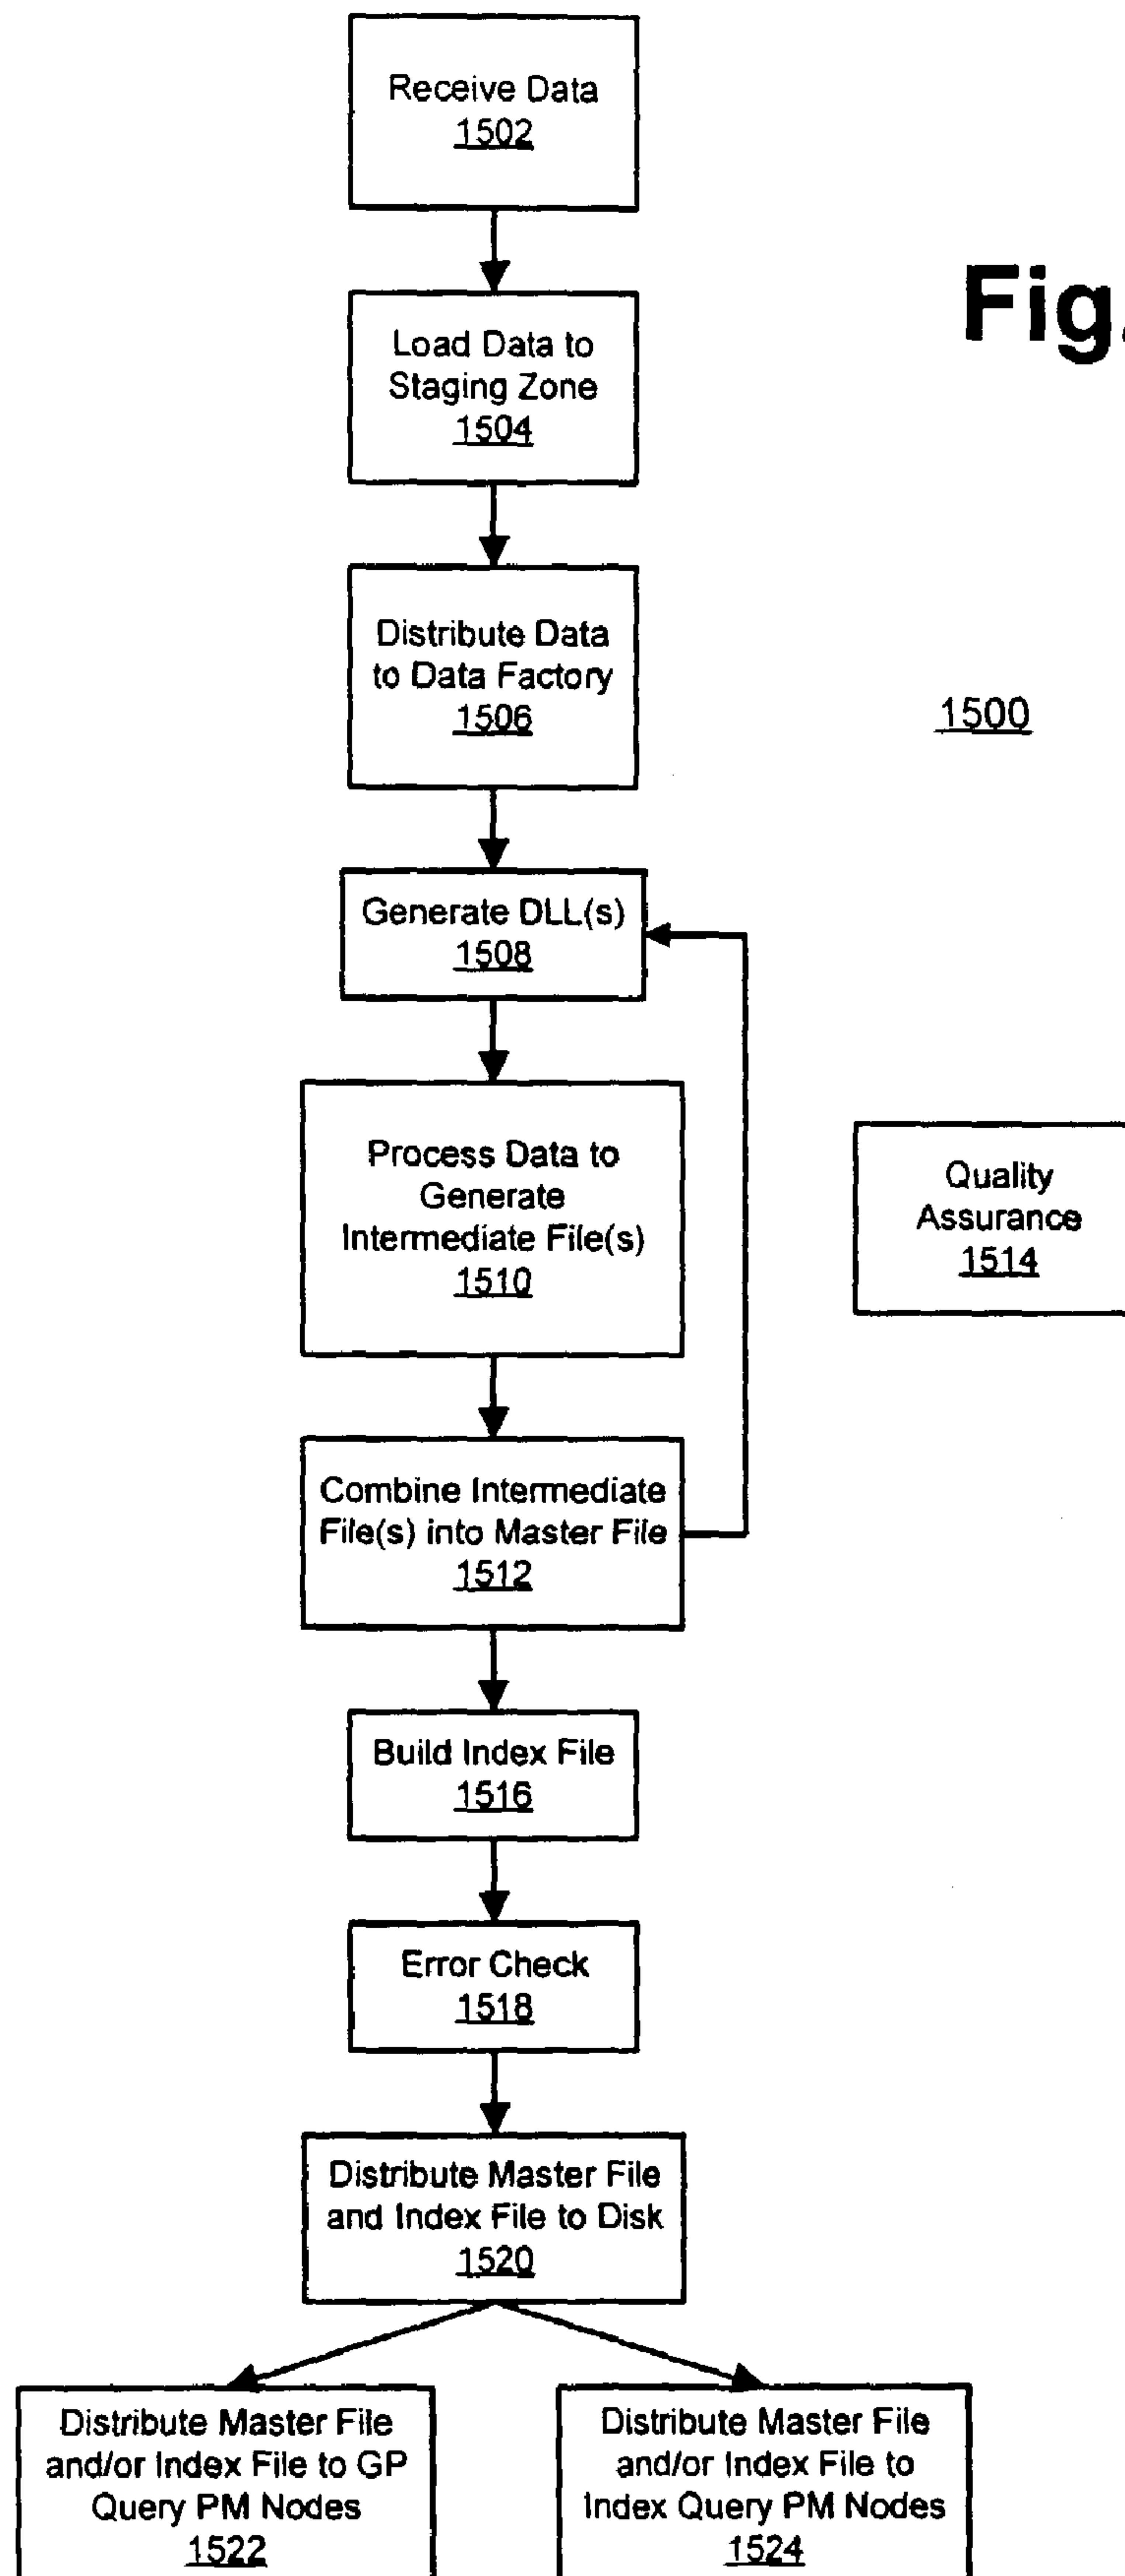 Receive Data
1502
Fig.
Load Data to
Staging Zone
1504
Distribute Data
to Data Factory
1506
1500
Generate DLL(s)
1508
Process Data to
Generate
Intermediate File(s)
1510
Quality
Assurance
1514
Combine Intermediate
File(s) into Master File
1512
Build Index File
1516
Error Check
1518
Distribute Master File
and Index File to Disk
1520
Distribute Master File
and/or Index File to GP
Query PM Nodes
1522
Distribute Master File
and/or Index File to
Index Query PM Nodes
1524